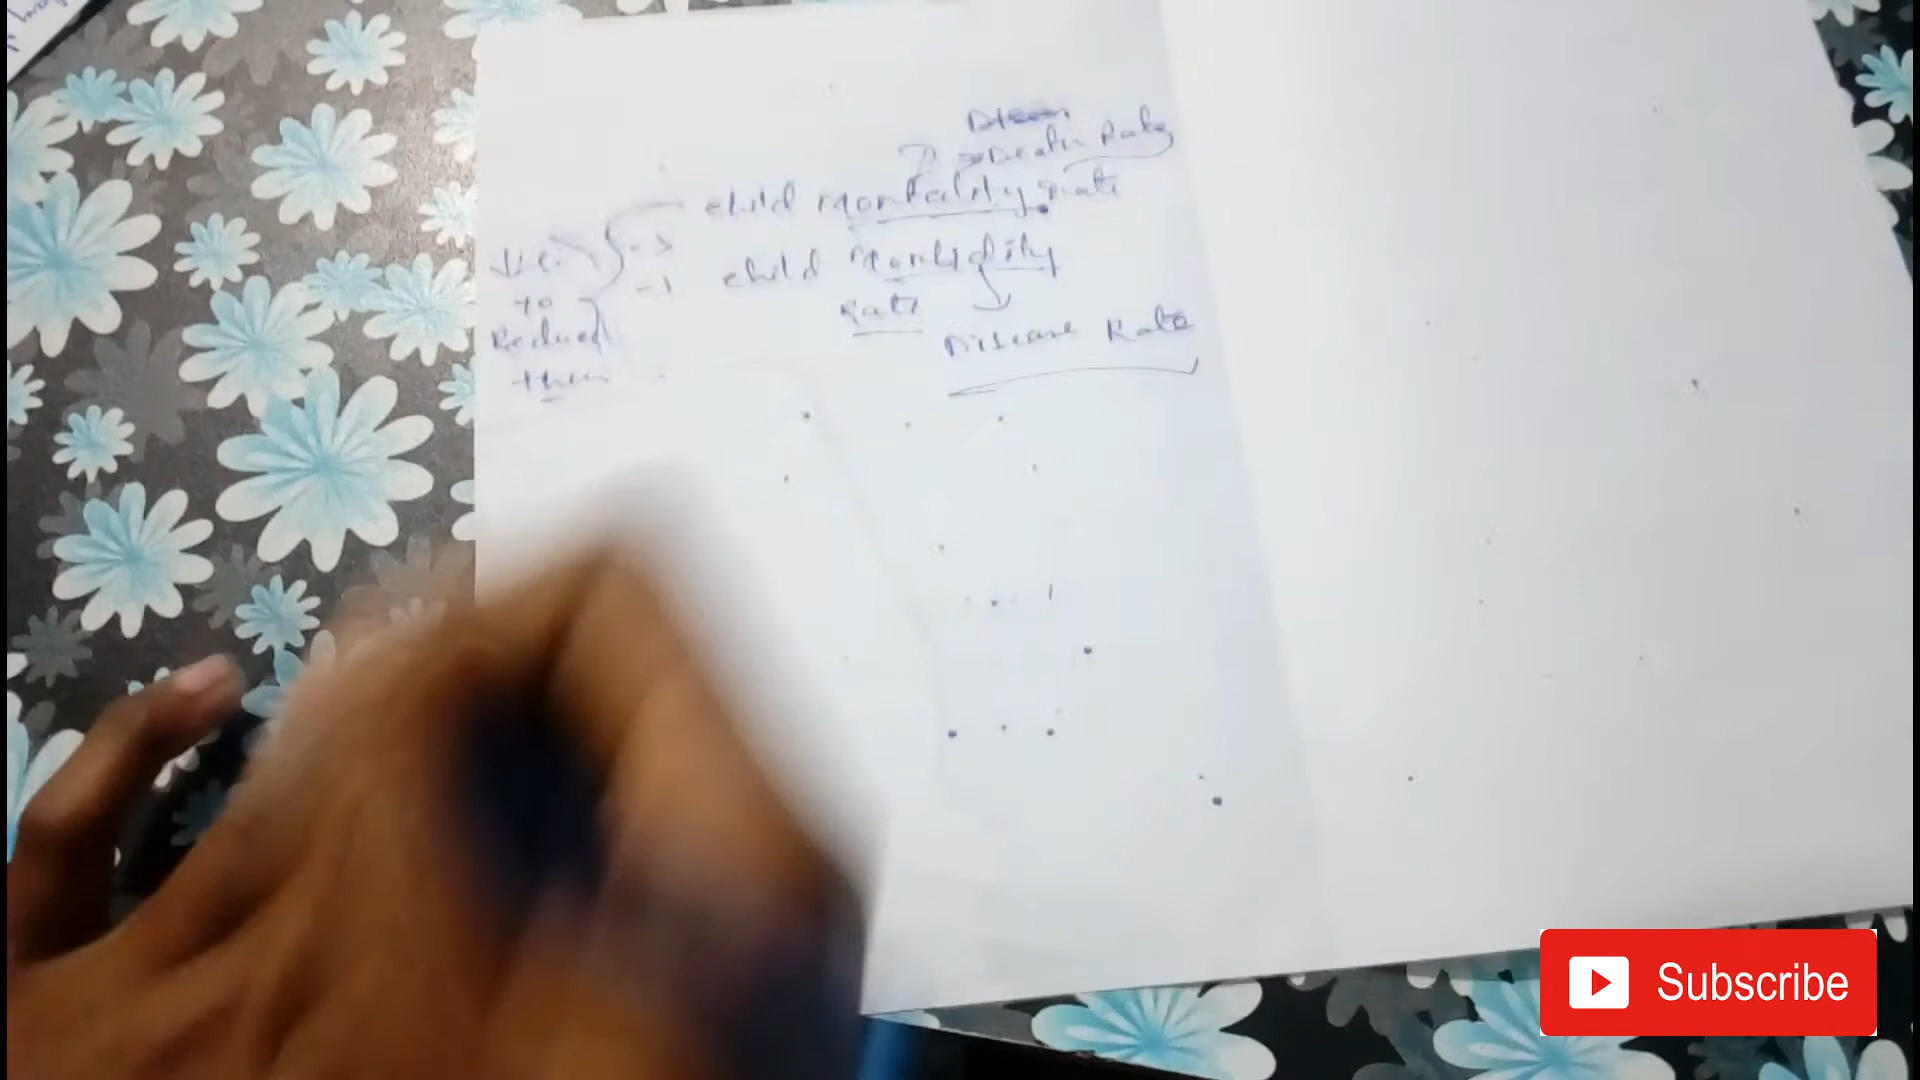 Death Rate
child mortality rate
child Morbidity
Rate
Disease Rate
to
Reduced
them
Subscribe